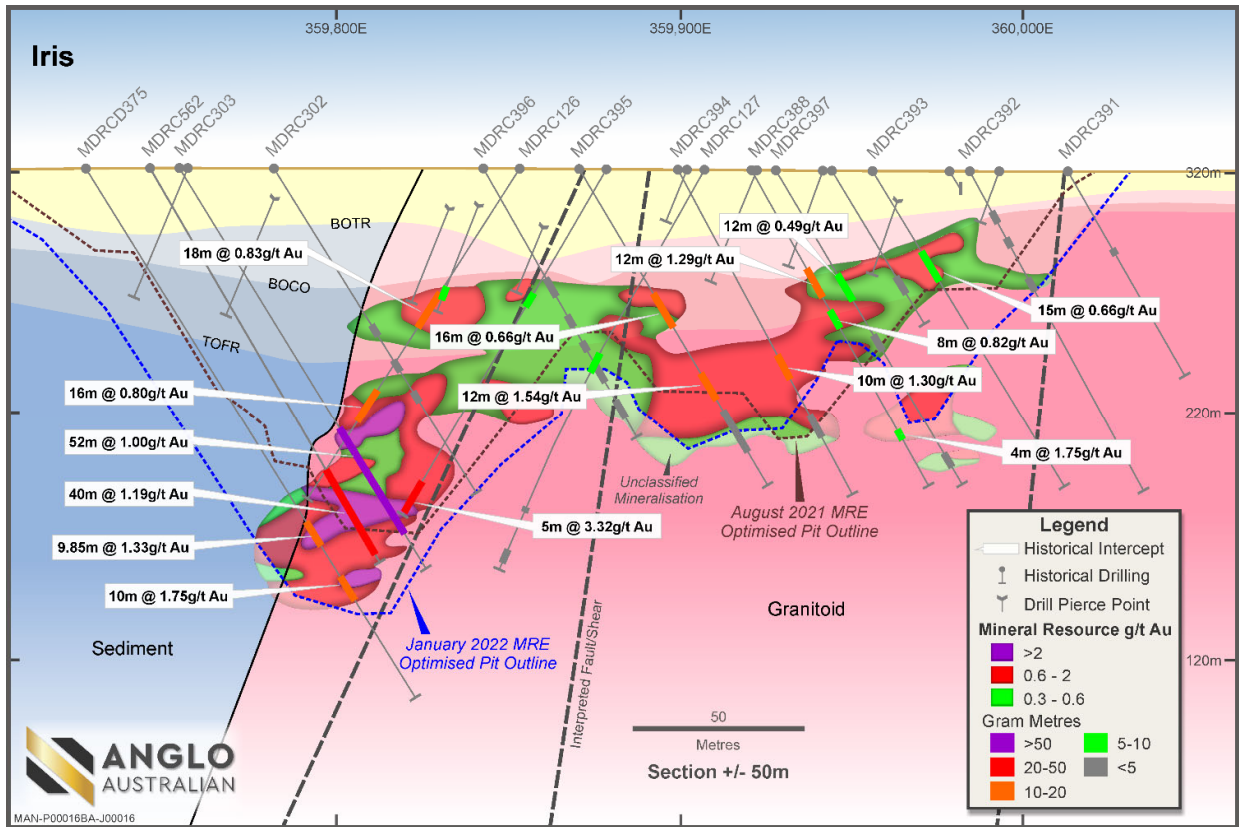 359,800E
359,900E
360,000E
Iris
MDRCD375
MDRC562
MDRC303
MDRC302
MDRC396
MDRC126
MDRC395
MDRC394
MDRC127
MDRC388
MDRC397
MDRC393
MDRC392
MDRC391
320m
BOTR
BOCO
TOFR
18m @ 0.83g/t Au
12m @ 0.49g/t Au
12m @ 1.29g/t Au
16m @ 0.66g/t Au
15m @ 0.66g/t Au
8m @ 0.82g/t Au
10m @ 1.30g/t Au
12m @ 1.54g/t Au
16m @ 0.80g/t Au
220m
52m @ 1.00g/t Au
4m @ 1.75g/t Au
40m @ 1.19g/t Au
Unclassified
Mineralisation
August 2021 MRE
Optimised Pit Outline
5m @ 3.32g/t Au
9.85m @ 1.33g/t Au
10m @ 1.75g/t Au
Sediment
January 2022 MRE
Optimised Pit Outline
Interpreted Fault/Shear
Granitoid
120m
50
Metres
Section +/- 50m
Legend
Historical Intercept
Historical Drilling
Drill Pierce Point
Mineral Resource g/t Au
>2
0.6 - 2
0.3 - 0.6
Gram Metres
>50 5-10
20-50 <5
10-20
ANGLO
AUSTRALIAN
MAN-P00016BA-J00016